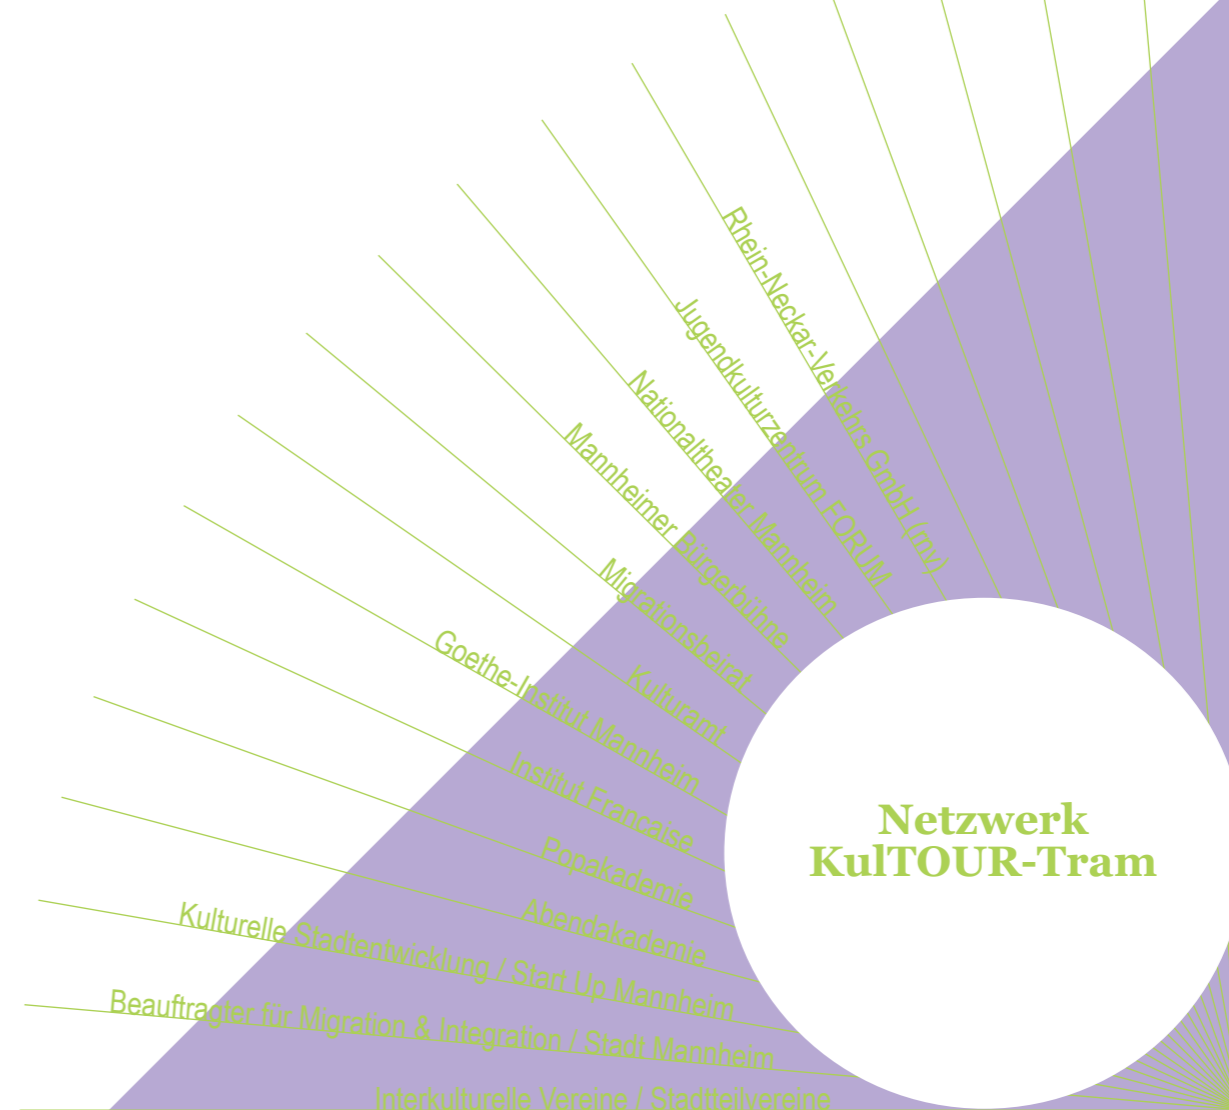 Rhein-Neckar-Verkehrs GmbH (rnv)
Jugendkulturzentrum FORUM
Nationaltheater Mannheim
Mannheimer Bürgerbühne
Migrationsbeirat
Kulturamt
Goethe-Institut Mannheim
Institut Francaise
Popakademie
Abendakademie
Kulturelle Stadtentwicklung / Start Up Mannheim
Beauftragter für Migration & Integration / Stadt Mannheim
Interkulturelle Vereine / Stadtteilvereine
Netzwerk
KulTOUR-Tram